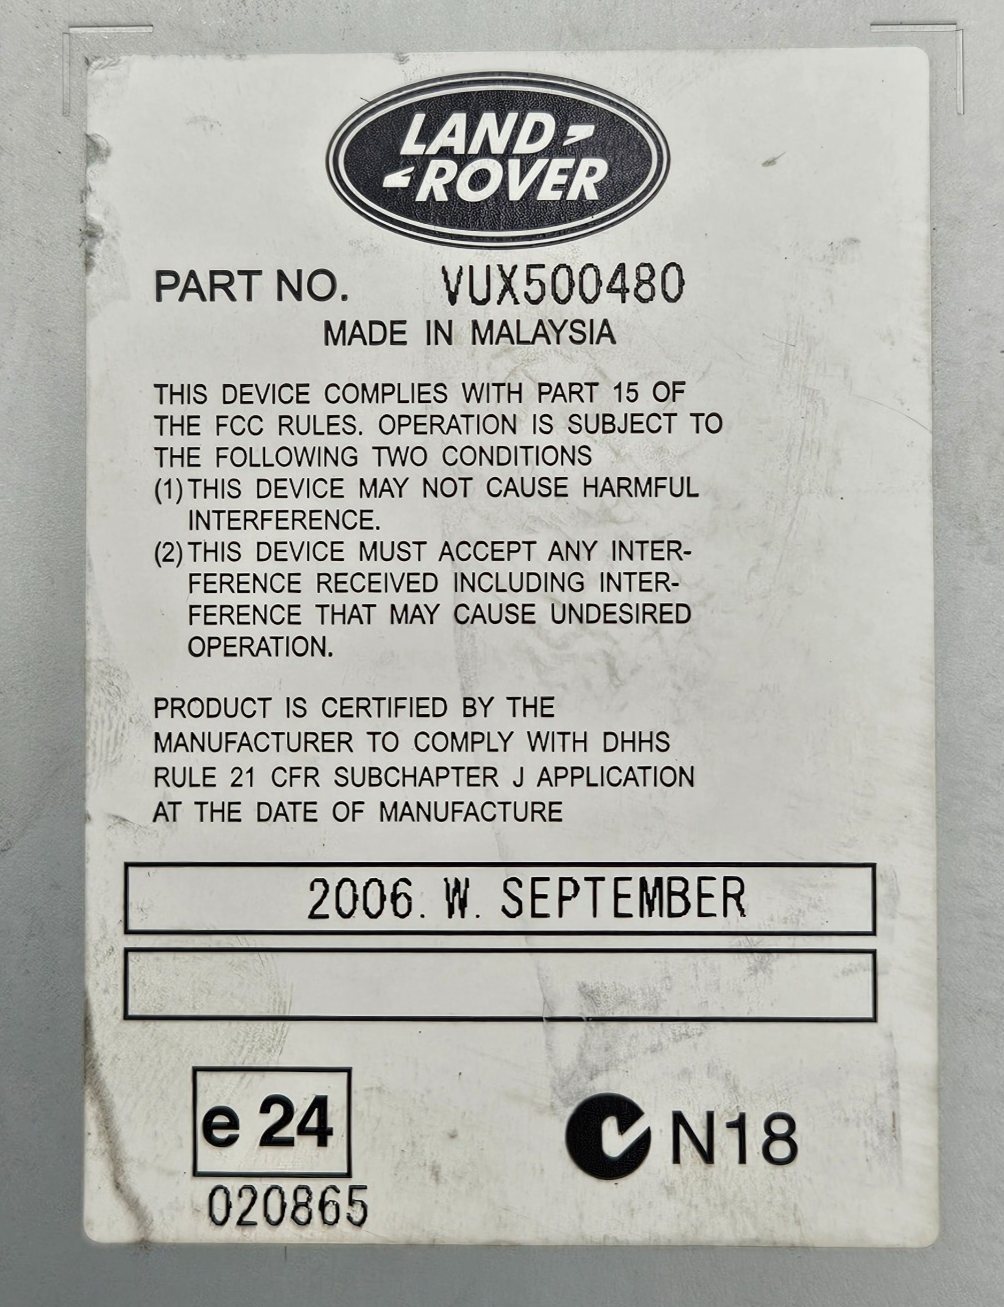 LAND
ROVER
PART NO. VUX500480
MADE IN MALAYSIA
THIS DEVICE COMPLIES WITH PART 15 OF
THE FCC RULES. OPERATION IS SUBJECT TO
THE FOLLOWING TWO CONDITIONS
(1) THIS DEVICE MAY NOT CAUSE HARMFUL
INTERFERENCE.
(2) THIS DEVICE MUST ACCEPT ANY INTER-
FERENCE RECEIVED INCLUDING INTER-
FERENCE THAT MAY CAUSE UNDESIRED
OPERATION.
PRODUCT IS CERTIFIED BY THE
MANUFACTURER TO COMPLY WITH DHHS
RULE 21 CFR SUBCHAPTER J APPLICATION
AT THE DATE OF MANUFACTURE
2006. W. SEPTEMBER
e 24
020865
N18